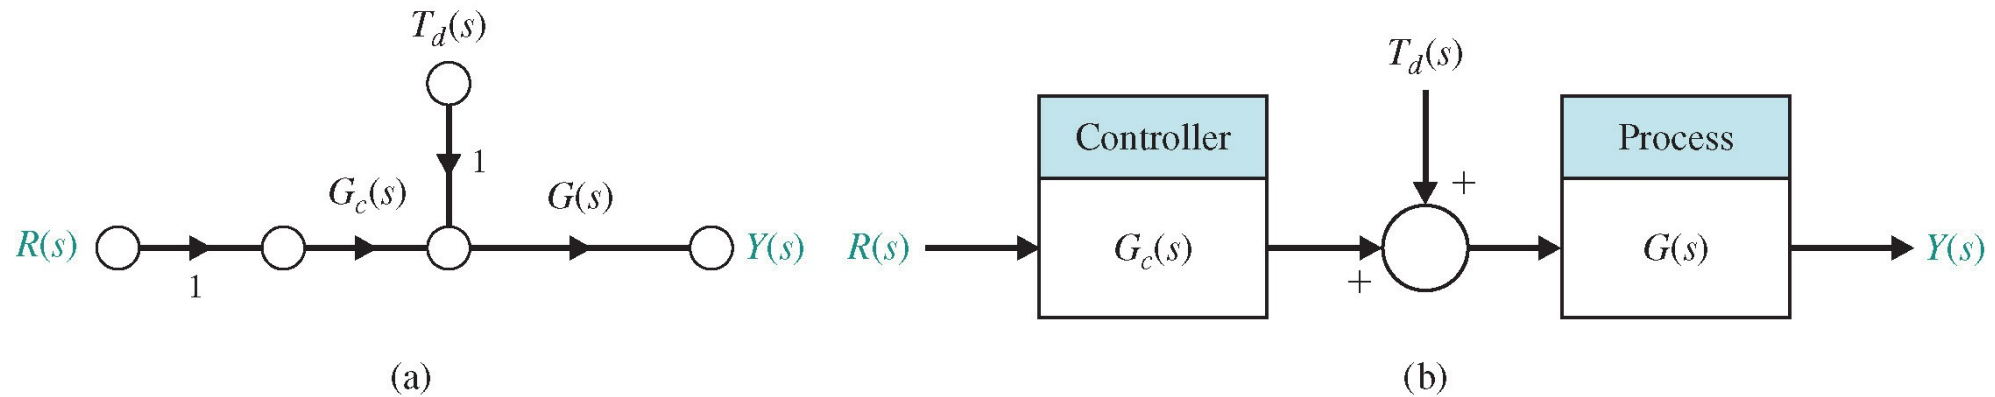 T_d(s)
1
G_c(s)
G(s)
R(s)
Y(s)
1
(a)
T_d(s)
Controller
Process
+
R(s)
G_c(s)
G(s)
Y(s)
+
(b)